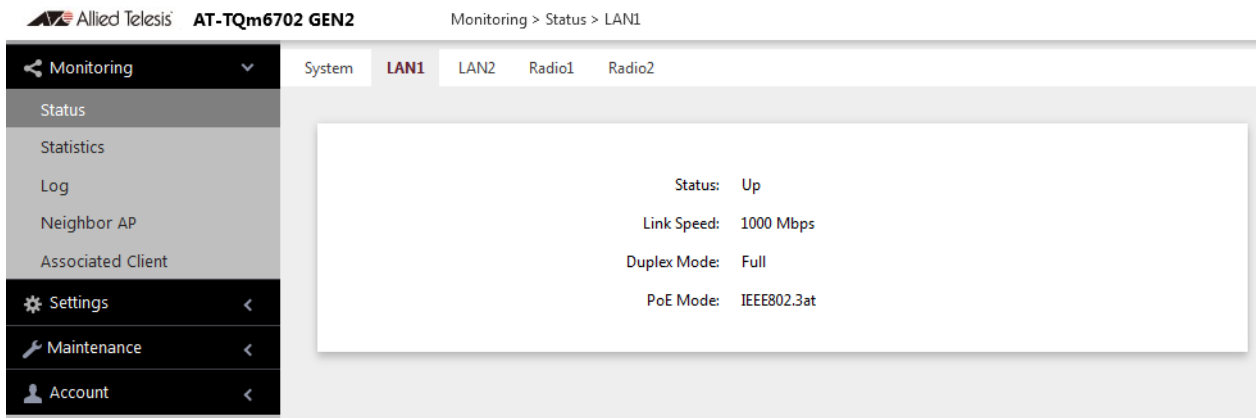 Allied Telesis AT-TQm6702 GEN2 Monitoring > Status > LAN1
Monitoring
System LAN1 LAN2 Radio1 Radio2
Status
Statistics
Log
Neighbor AP
Associated Client
Settings
Maintenance
Account
Status: Up
Link Speed: 1000 Mbps
Duplex Mode: Full
PoE Mode: IEEE802.3at